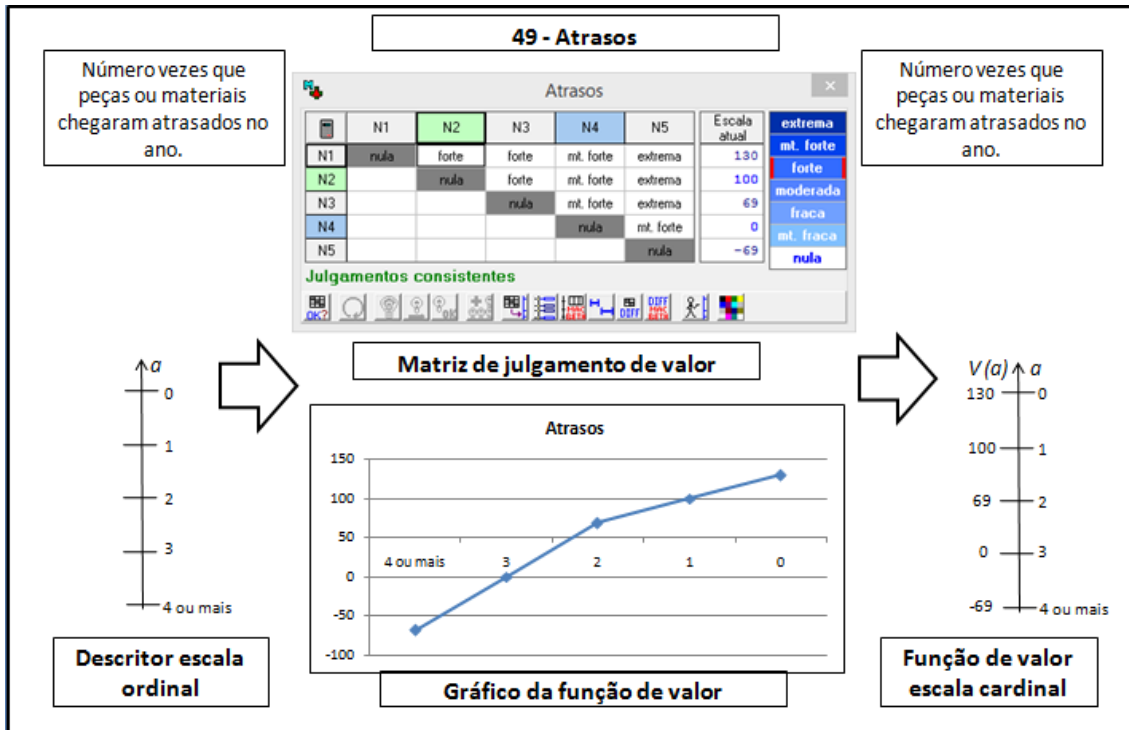 49 - Atrasos
Número vezes que
peças ou materiais
chegaram atrasados no
ano.
Atrasos
N1 N2 N3 N4 N5 Escala atual
N1 nula forte forte mt. forte extrema 130
N2 nula forte mt. forte extrema 100
N3 nula mt. forte extrema 69
N4 nula mt. forte 0
N5 nula -69
extrema
mt. forte
forte
moderada
fraca
mt. fraca
nula
Julgamentos consistentes
OK? OK DIFF DIFF
Número vezes que
peças ou materiais
chegaram atrasados no
ano.
a
0
1
2
3
4 ou mais
Descritor escala
ordinal
Matriz de julgamento de valor
Atrasos
150
100
50
0
-50
-100
4 ou mais 3 2 1 0
Gráfico da função de valor
V(a) a
130 0
100 1
69 2
0 3
-69 4 ou mais
Função de valor
escala cardinal